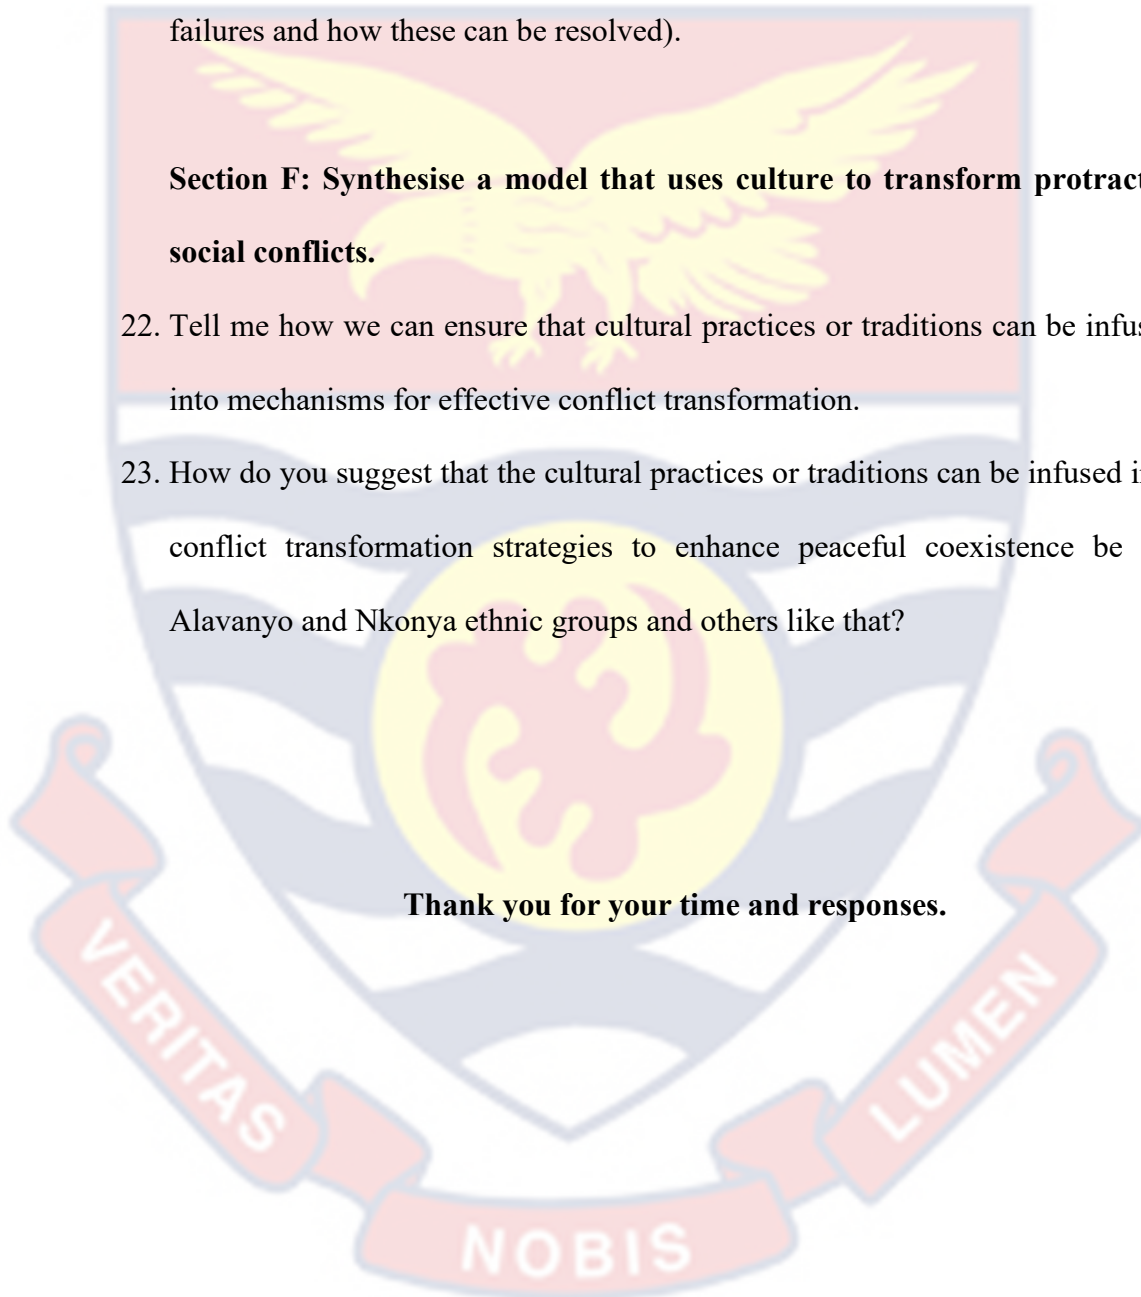 failures and how these can be resolved).
Section F: Synthesise a model that uses culture to transform protract
social conflicts.
22. Tell me how we can ensure that cultural practices or traditions can be infus
into mechanisms for effective conflict transformation.
23. How do you suggest that the cultural practices or traditions can be infused i
conflict transformation strategies to enhance peaceful coexistence be
Alavanyo and Nkonya ethnic groups and others like that?
Thank you for your time and responses.
VERITAS
NOBIS
LUMEN